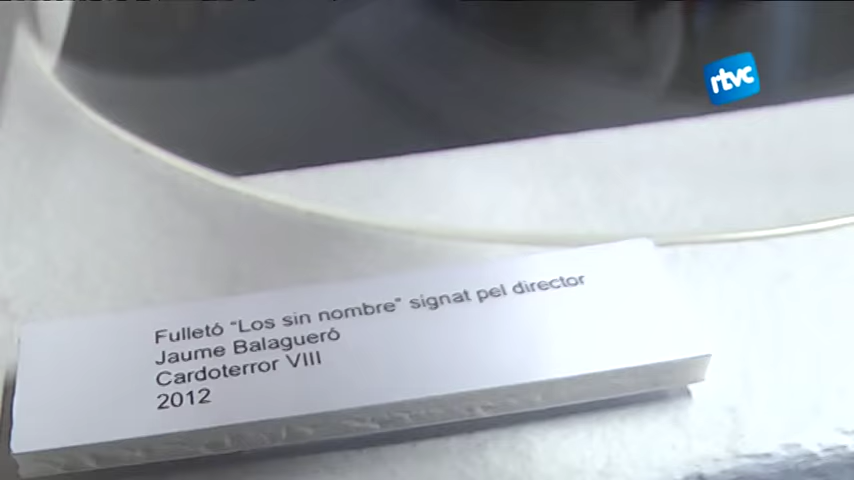 rtvc
Fulletó “Los sin nombre” signat pel director
Jaume Balagueró
Cardoterror VIII
2012